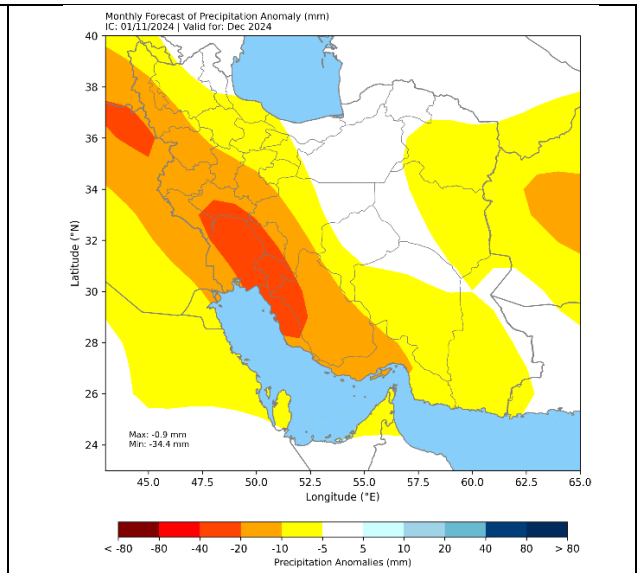 Monthly Forecast of Precipitation Anomaly (mm)
IC: 01/11/2024 | Valid for: Dec 2024
40
38
36
34
32
30
28
26
24
Latitude (°N)
Max: -0.9 mm
Min: -34.4 mm
45.0 47.5 50.0 52.5 55.0 57.5 60.0 62.5 65.0
Longitude (°E)
< -80 -80 -40 -20 -10 -5 5 10 20 40 80 > 80
Precipitation Anomalies (mm)